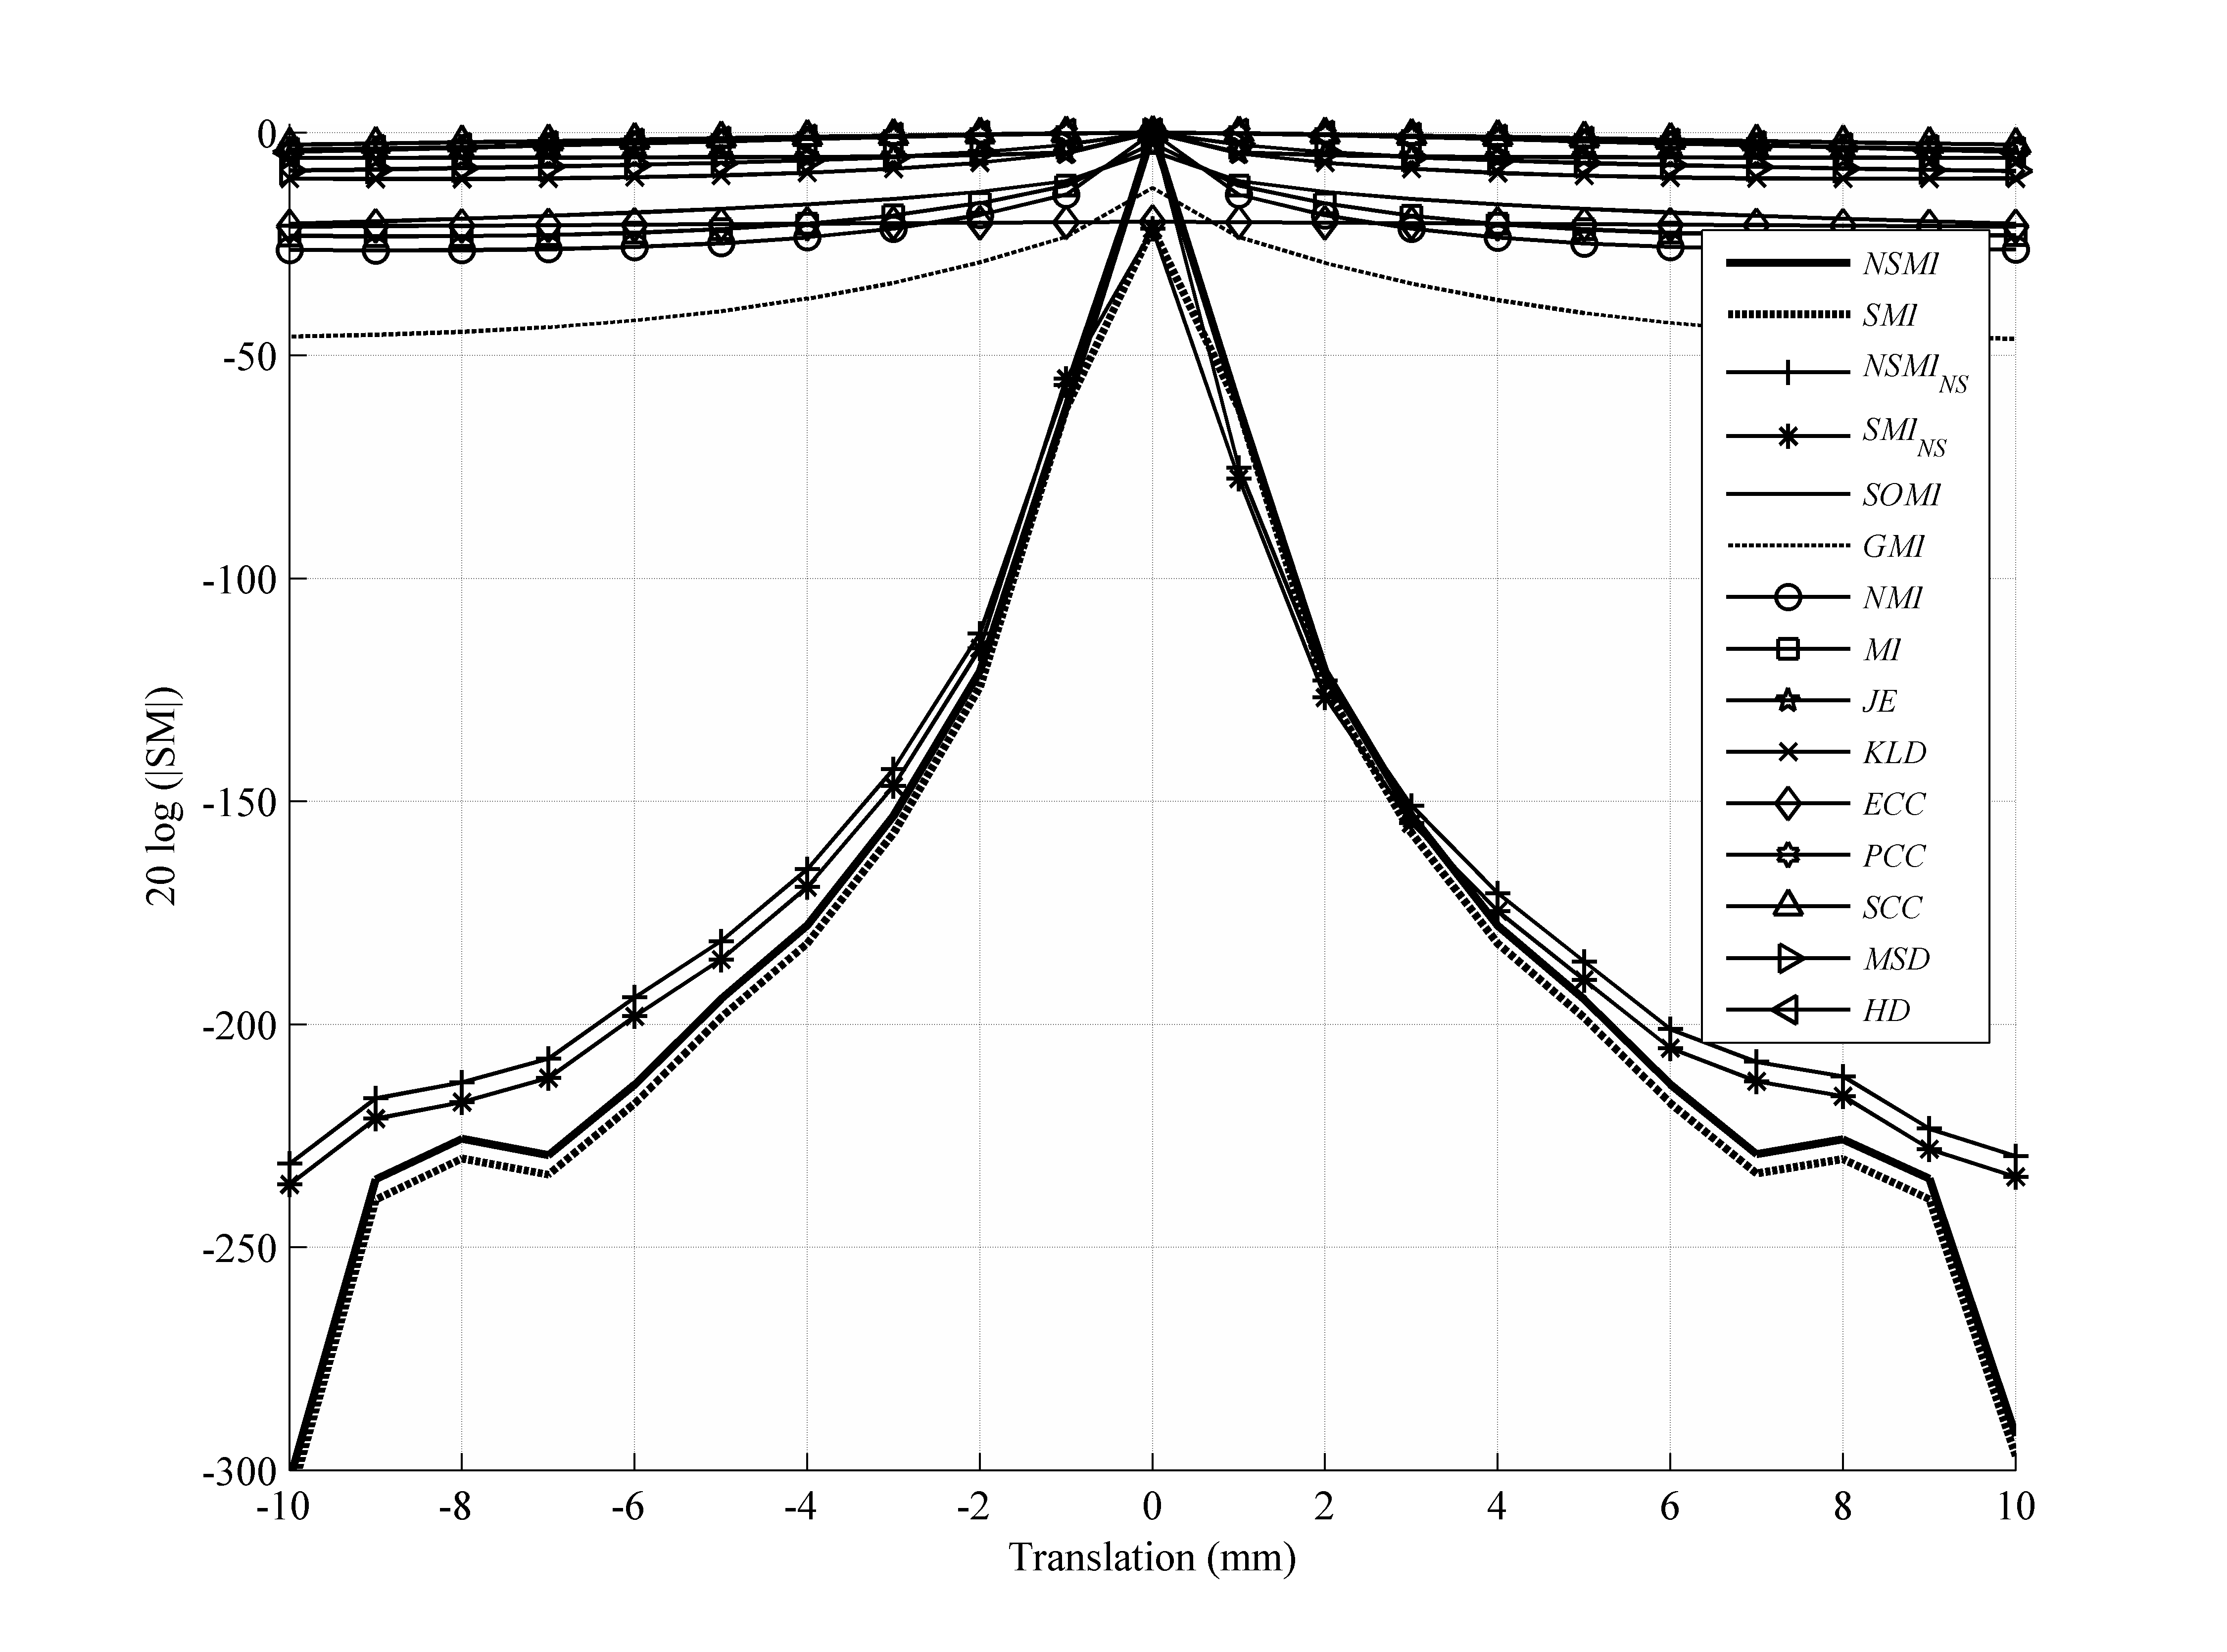 0
-50
-100
-150
-200
-250
-300
20 log (|SM|)
-10 -8 -6 -4 -2 0 2 4 6 8 10
Translation (mm)
NSMI
SMI
NSMI_NS
SMI_NS
SOMI
GMI
NMI
MI
JE
KLD
ECC
PCC
SCC
MSD
HD